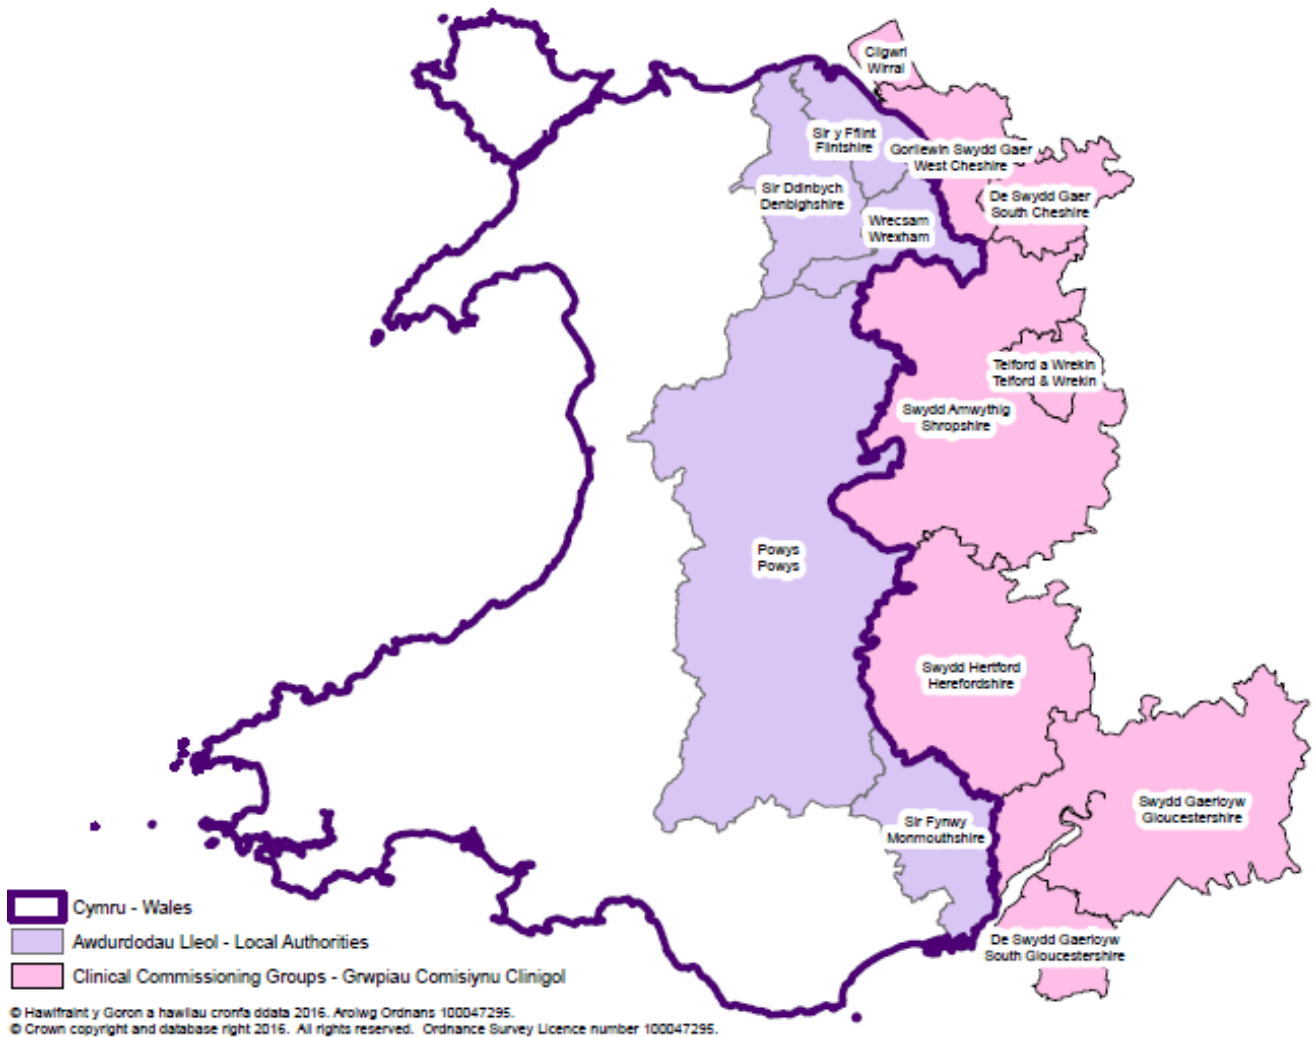 Cilgwri
Wirral
Sir y Fflint
Flintshire
Gorllewin Swydd Gaer
West Cheshire
Sir Ddinbych
Denbighshire
De Swydd Gaer
South Cheshire
Wrecsam
Wrexham
Telford a Wrekin
Telford & Wrekin
Swydd Amwythig
Shropshire
Powys
Powys
Swydd Hertford
Herefordshire
Swydd Gaerloyw
Gloucestershire
Sir Fynwy
Monmouthshire
De Swydd Gaerloyw
South Gloucestershire
Cymru - Wales
Awdurdodau Lleol - Local Authorities
Clinical Commissioning Groups - Grwpiau Comisiynu Clinigol
© Hawlfraint y Goron a hawliau cronfa ddata 2016. Arolwg Ordnans 100047295.
© Crown copyright and database right 2016. All rights reserved. Ordnance Survey Licence number 100047295.